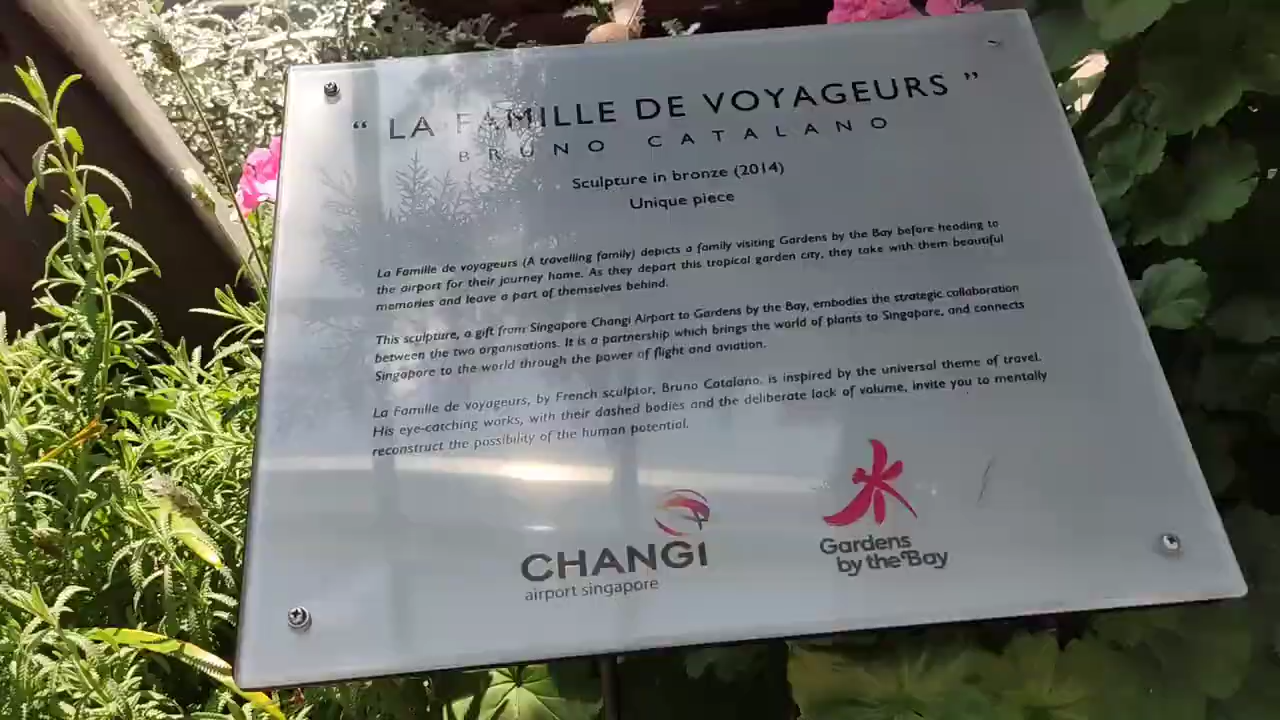 “ LA FAMILLE DE VOYAGEURS ”
BRUNO CATALANO
Sculpture in bronze (2014)
Unique piece
La Famille de voyageurs (A travelling family) depicts a family visiting Gardens by the Bay before heading to
the airport for their journey home. As they depart this tropical garden city, they take with them beautiful
memories and leave a part of themselves behind.
This sculpture, a gift from Singapore Changi Airport to Gardens by the Bay, embodies the strategic collaboration
between the two organisations. It is a partnership which brings the world of plants to Singapore, and connects
Singapore to the world through the power of flight and aviation.
La Famille de voyageurs, by French sculptor, Bruno Catalano, is inspired by the universal theme of travel.
His eye-catching works, with their dashed bodies and the deliberate lack of volume, invite you to mentally
reconstruct the possibility of the human potential.
CHANGI
airport singapore
Gardens
by the Bay